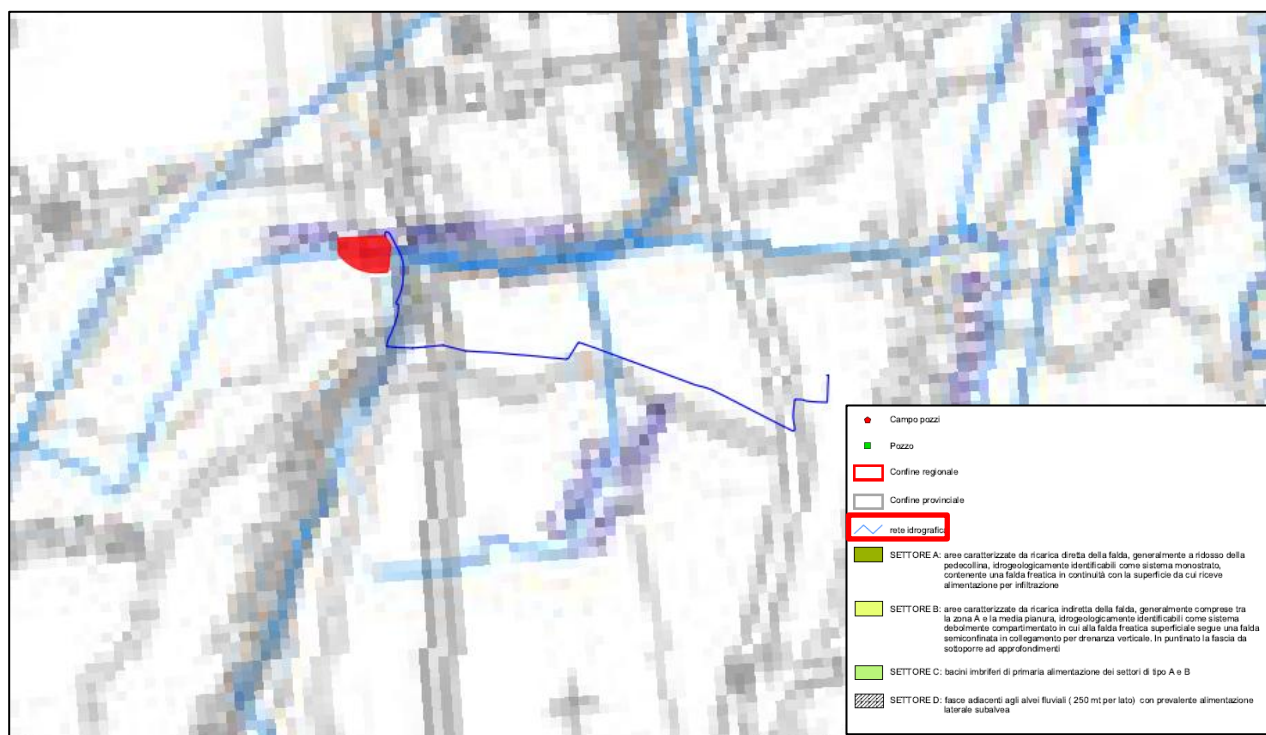 Campo pozzi
Pozzo
Confine regionale
Confine provinciale
rete idrografica
SETTORE A: aree caratterizzate da ricarica diretta della falda, generalmente a ridosso della
pedecollina, idrogeologicamente identificabili come sistema monostrato,
contenente una falda freatica in continuità con la superficie da cui riceve
alimentazione per infiltrazione
SETTORE B: aree caratterizzate da ricarica indiretta della falda, generalmente comprese tra
la zona A e la media pianura, idrogeologicamente identificabili come sistema
debolmente compartimentato in cui alla falda freatica superficiale segue una falda
semiconfinata in collegamento per drenanza verticale. In puntinato la fascia da
sottoporre ad approfondimenti
SETTORE C: bacini imbriferi di primaria alimentazione dei settori di tipo A e B
SETTORE D: fasce adiacenti agli alvei fluviali ( 250 mt per lato) con prevalente alimentazione
laterale subalvea